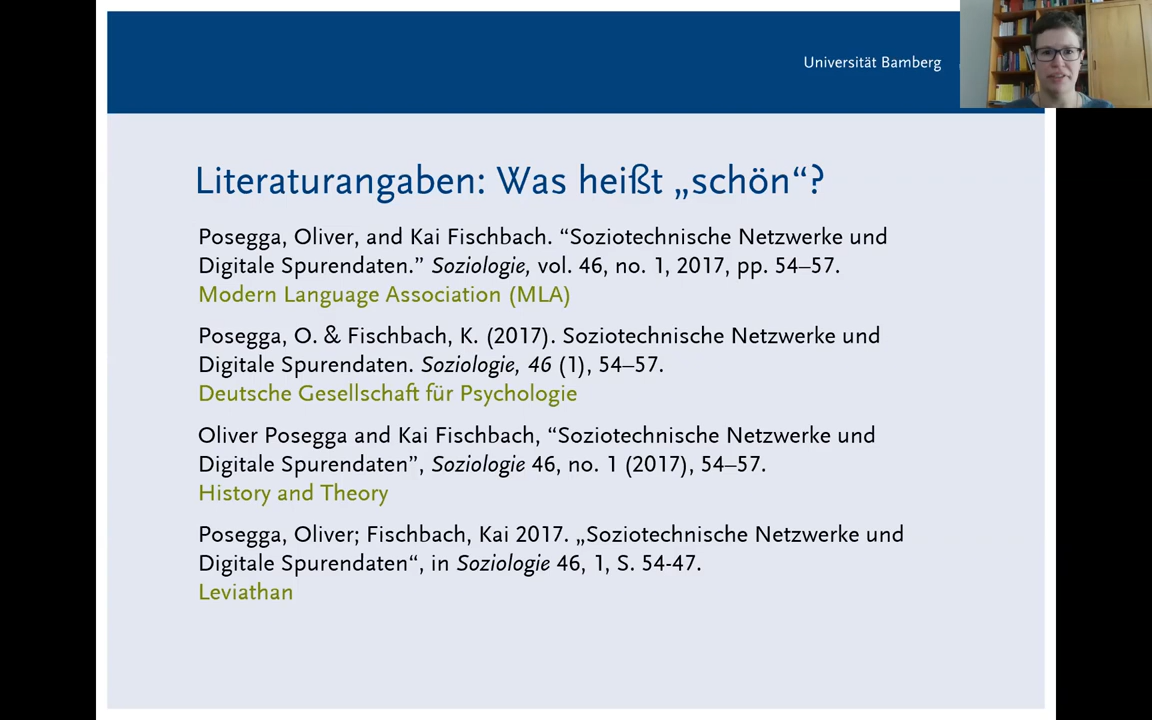 Universität Bamberg
Literaturangaben: Was heißt „schön“?
Posegga, Oliver, and Kai Fischbach. “Soziotechnische Netzwerke und
Digitale Spurendaten.” Soziologie, vol. 46, no. 1, 2017, pp. 54–57.
Modern Language Association (MLA)
Posegga, O. & Fischbach, K. (2017). Soziotechnische Netzwerke und
Digitale Spurendaten. Soziologie, 46 (1), 54–57.
Deutsche Gesellschaft für Psychologie
Oliver Posegga and Kai Fischbach, “Soziotechnische Netzwerke und
Digitale Spurendaten”, Soziologie 46, no. 1 (2017), 54–57.
History and Theory
Posegga, Oliver; Fischbach, Kai 2017. „Soziotechnische Netzwerke und
Digitale Spurendaten“, in Soziologie 46, 1, S. 54-47.
Leviathan